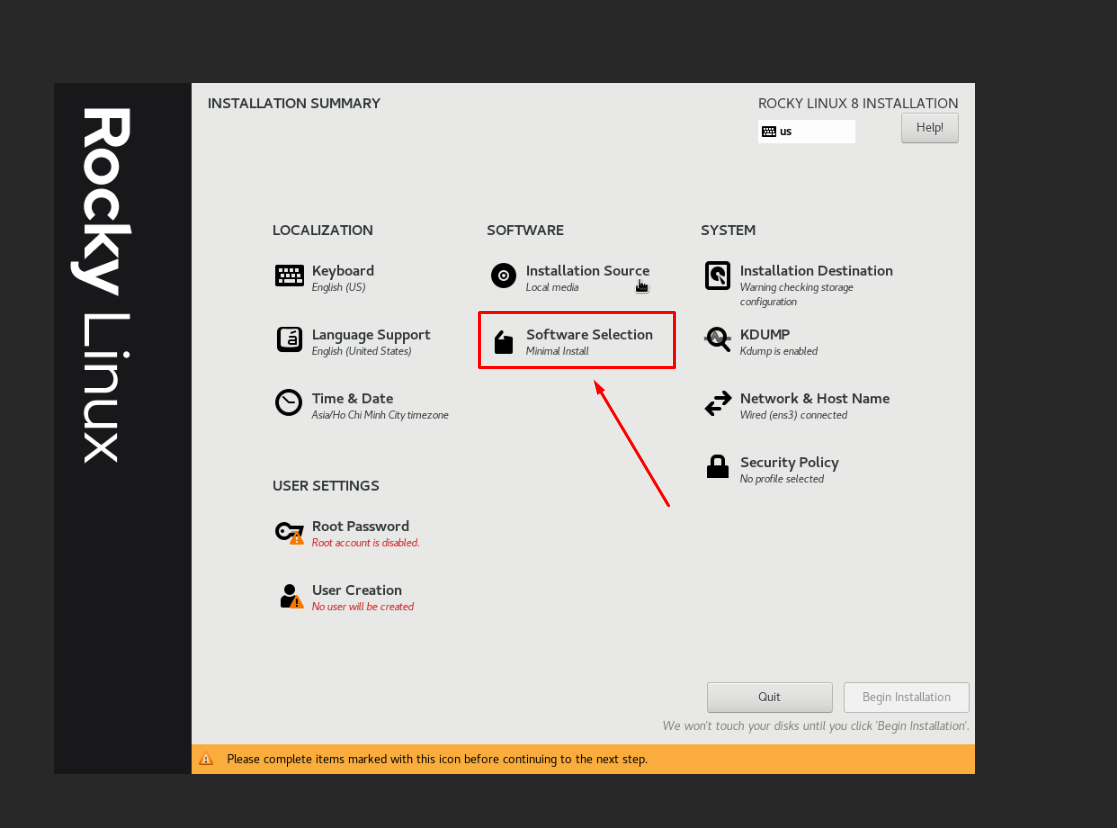 Rocky Linux
INSTALLATION SUMMARY
ROCKY LINUX 8 INSTALLATION
us
Help!
LOCALIZATION
Keyboard
English (US)
Language Support
English (United States)
Time & Date
Asia/Ho Chi Minh City timezone
SOFTWARE
Installation Source
Local media
Software Selection
Minimal Install
SYSTEM
Installation Destination
Warning checking storage
configuration
KDUMP
Kdump is enabled
Network & Host Name
Wired (ens3) connected
Security Policy
No profile selected
USER SETTINGS
Root Password
Root account is disabled.
User Creation
No user will be created
Quit
Begin Installation
We won't touch your disks until you click 'Begin Installation'.
Please complete items marked with this icon before continuing to the next step.